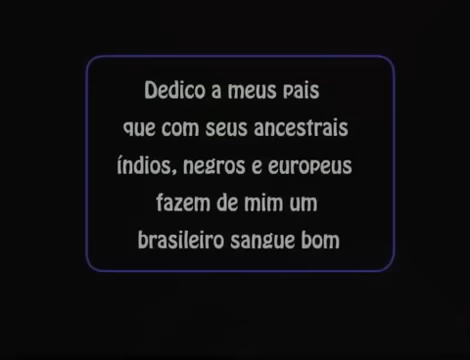 Dedico a meus pais
que com seus ancestrais
índios, negros e europeus
fazem de mim um
brasileiro sangue bom